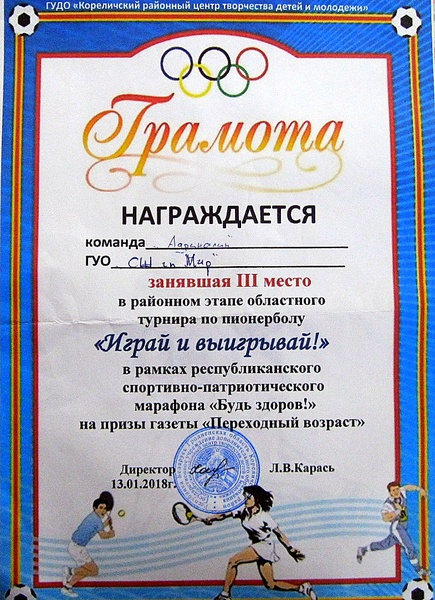 ГУДО «Кореличский районный центр творчества детей и молодежи»
Грамота
НАГРАЖДАЕТСЯ
команда
ГУО „СШ гп Мир"
занявшая III место
в районном этапе областного
турнира по пионерболу
«Играй и выигрывай!»
в рамках республиканского
спортивно-патриотического
марафона «Будь здоров!»
на призы газеты «Переходный возраст»
Директор Л.В.Карась
13.01.2018г.